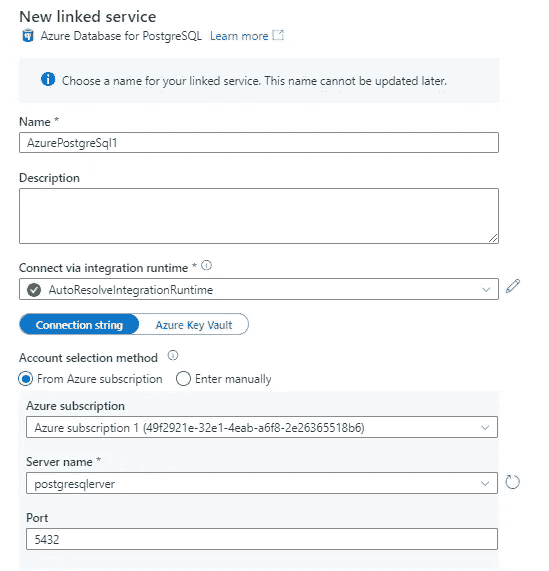 New linked service
Azure Database for PostgreSQL Learn more
Choose a name for your linked service. This name cannot be updated later.
Name *
AzurePostgreSql1
Description
Connect via integration runtime *
AutoResolveIntegrationRuntime
Connection string Azure Key Vault
Account selection method
From Azure subscription Enter manually
Azure subscription
Azure subscription 1 (49f2921e-32e1-4eab-a6f8-2e26365518b6)
Server name *
postgresqlerver
Port
5432